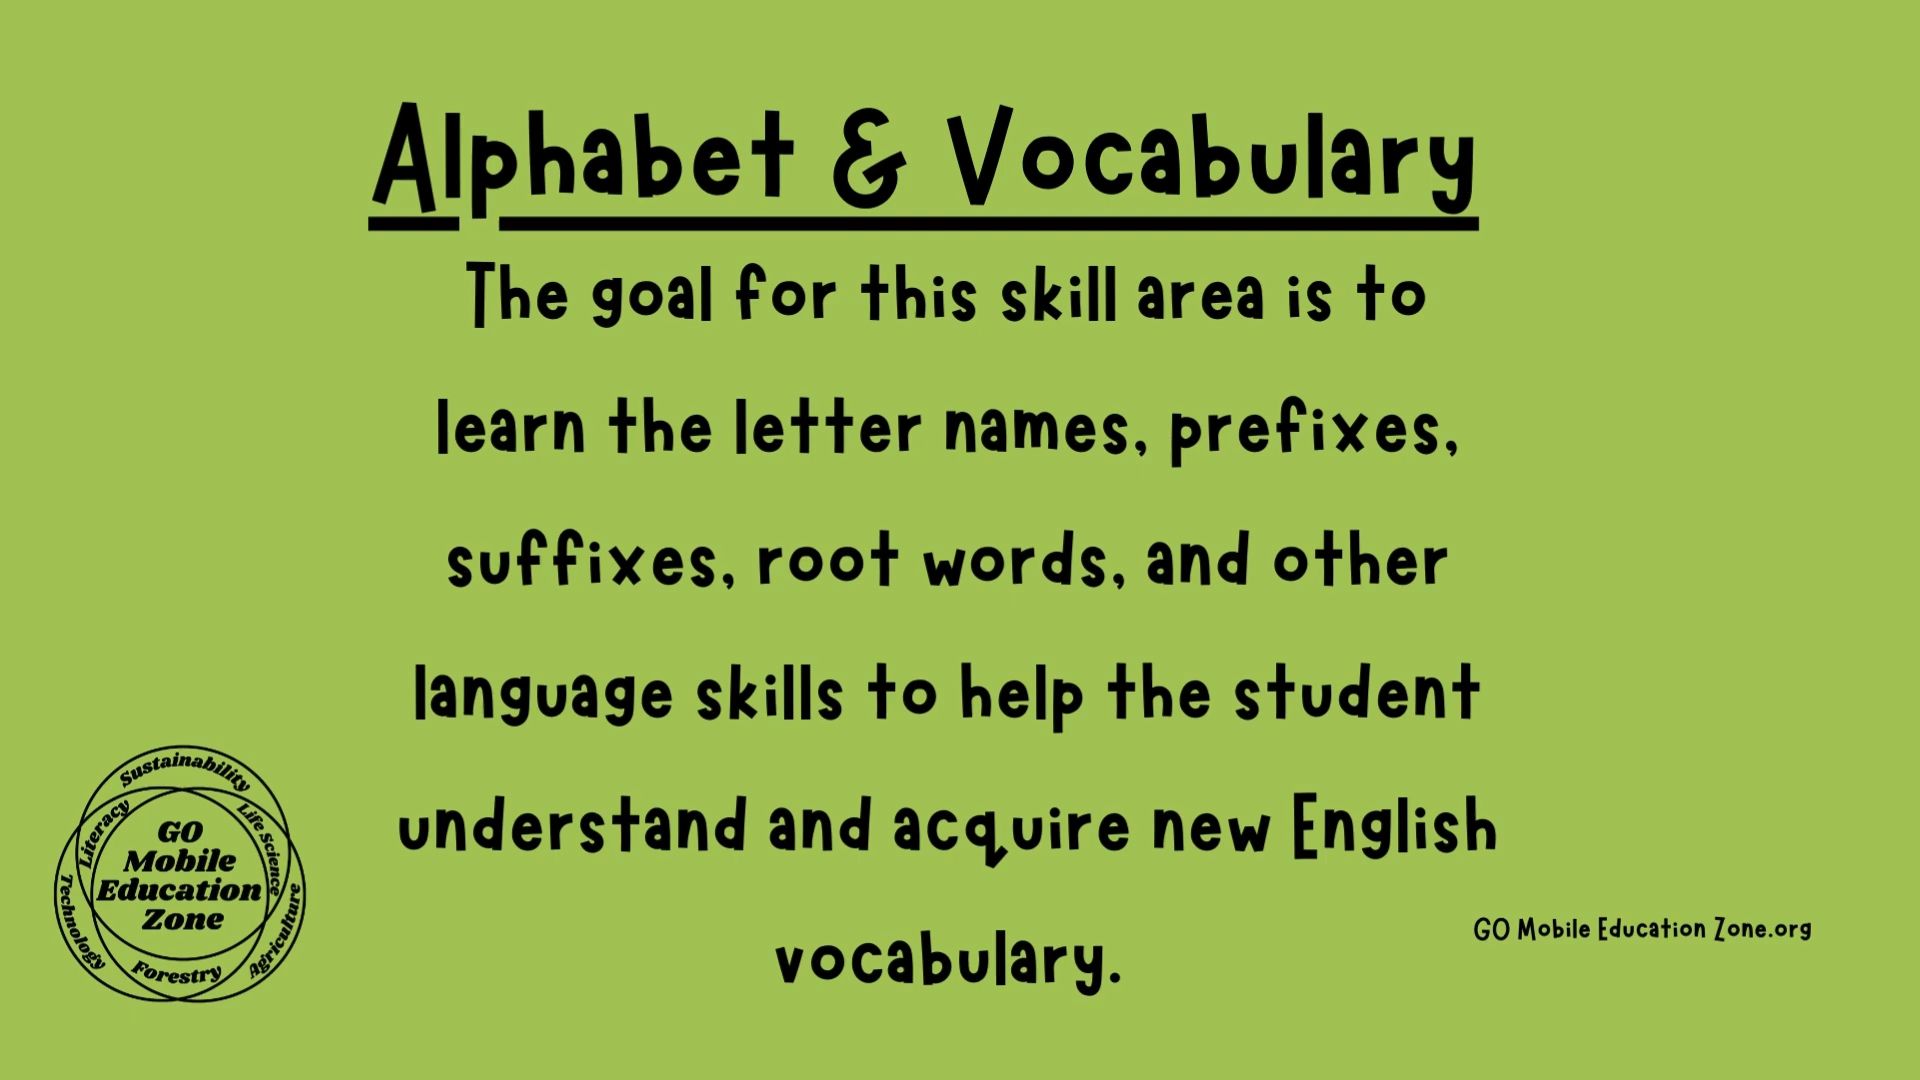 Alphabet & Vocabulary
The goal for this skill area is to
learn the letter names, prefixes,
suffixes, root words, and other
language skills to help the student
understand and acquire new English
vocabulary.
Sustainability
Literacy
Life Science
GO
Mobile
Education
Zone
Technology
Agriculture
Forestry
GO Mobile Education Zone.org